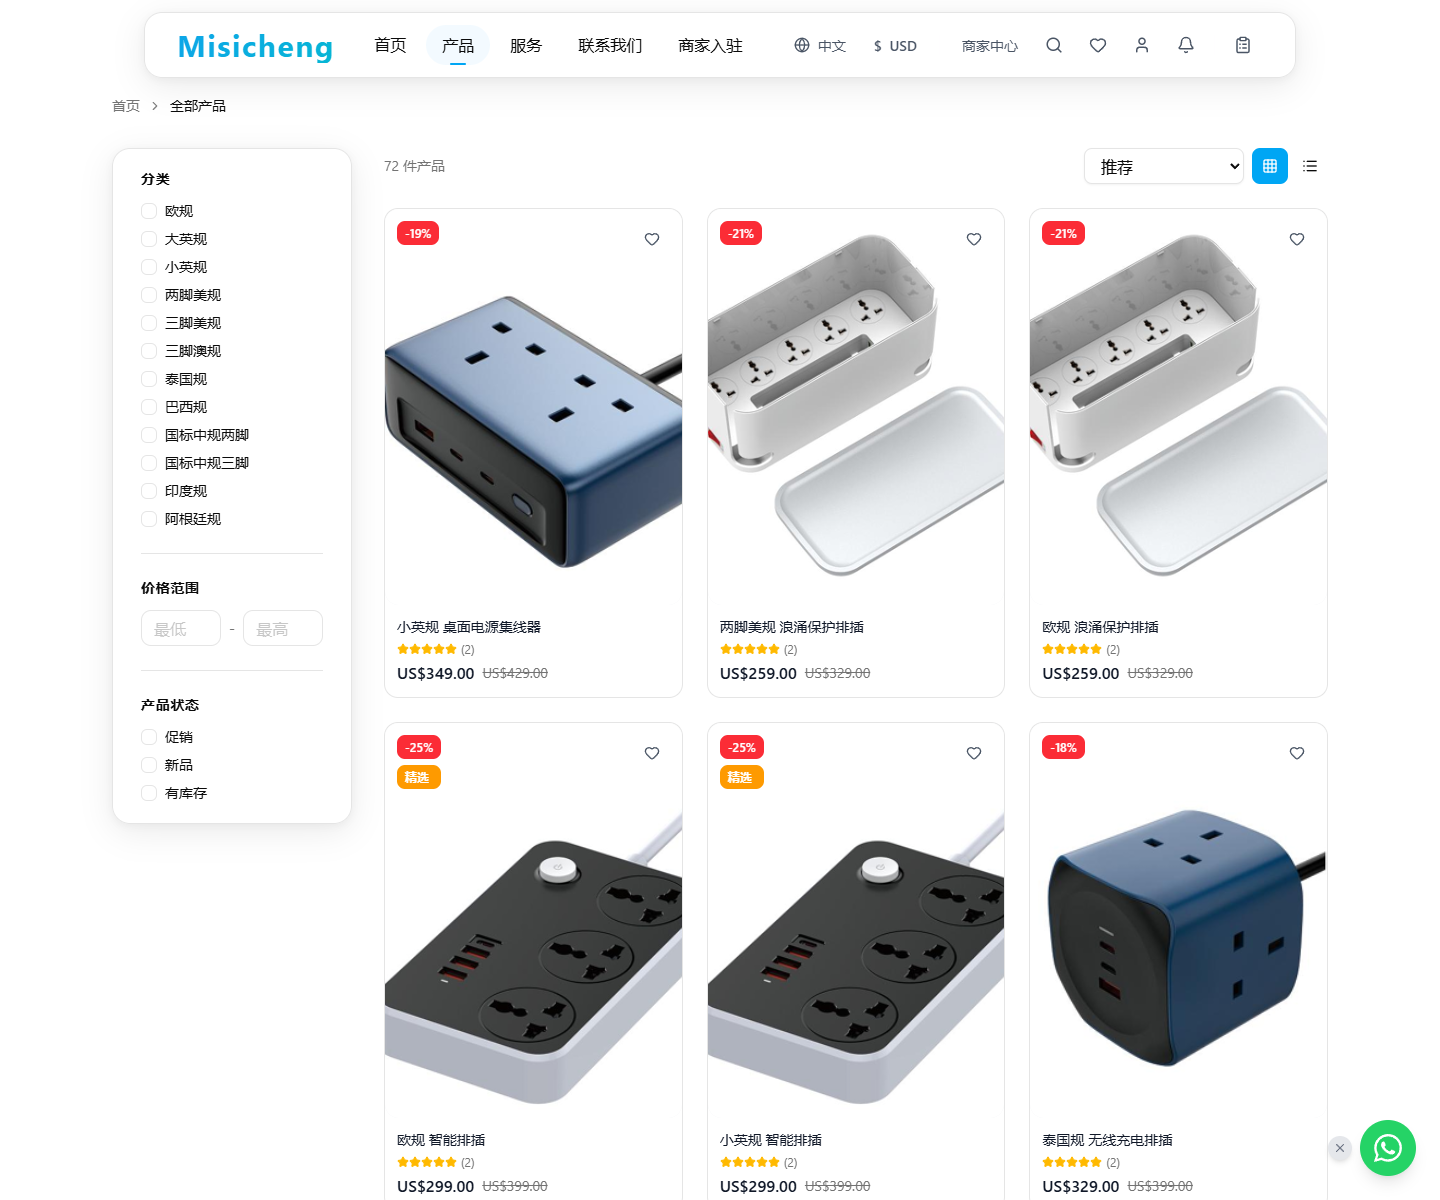 Misicheng 首页 产品 服务 联系我们 商家入驻 中文 $ USD 商家中心
首页 > 全部产品
分类
欧规
大英规
小英规
两脚美规
三脚美规
三脚澳规
泰国规
巴西规
国标中规两脚
国标中规三脚
印度规
阿根廷规
价格范围
最低 - 最高
产品状态
促销
新品
有库存
72 件产品
推荐
-19%
小英规 桌面电源集线器
(2)
US$349.00 US$429.00
-21%
两脚美规 浪涌保护排插
(2)
US$259.00 US$329.00
-21%
欧规 浪涌保护排插
(2)
US$259.00 US$329.00
-25%
精选
欧规 智能排插
(2)
US$299.00 US$399.00
-25%
精选
小英规 智能排插
(2)
US$299.00 US$399.00
-18%
泰国规 无线充电排插
(2)
US$329.00 US$399.00